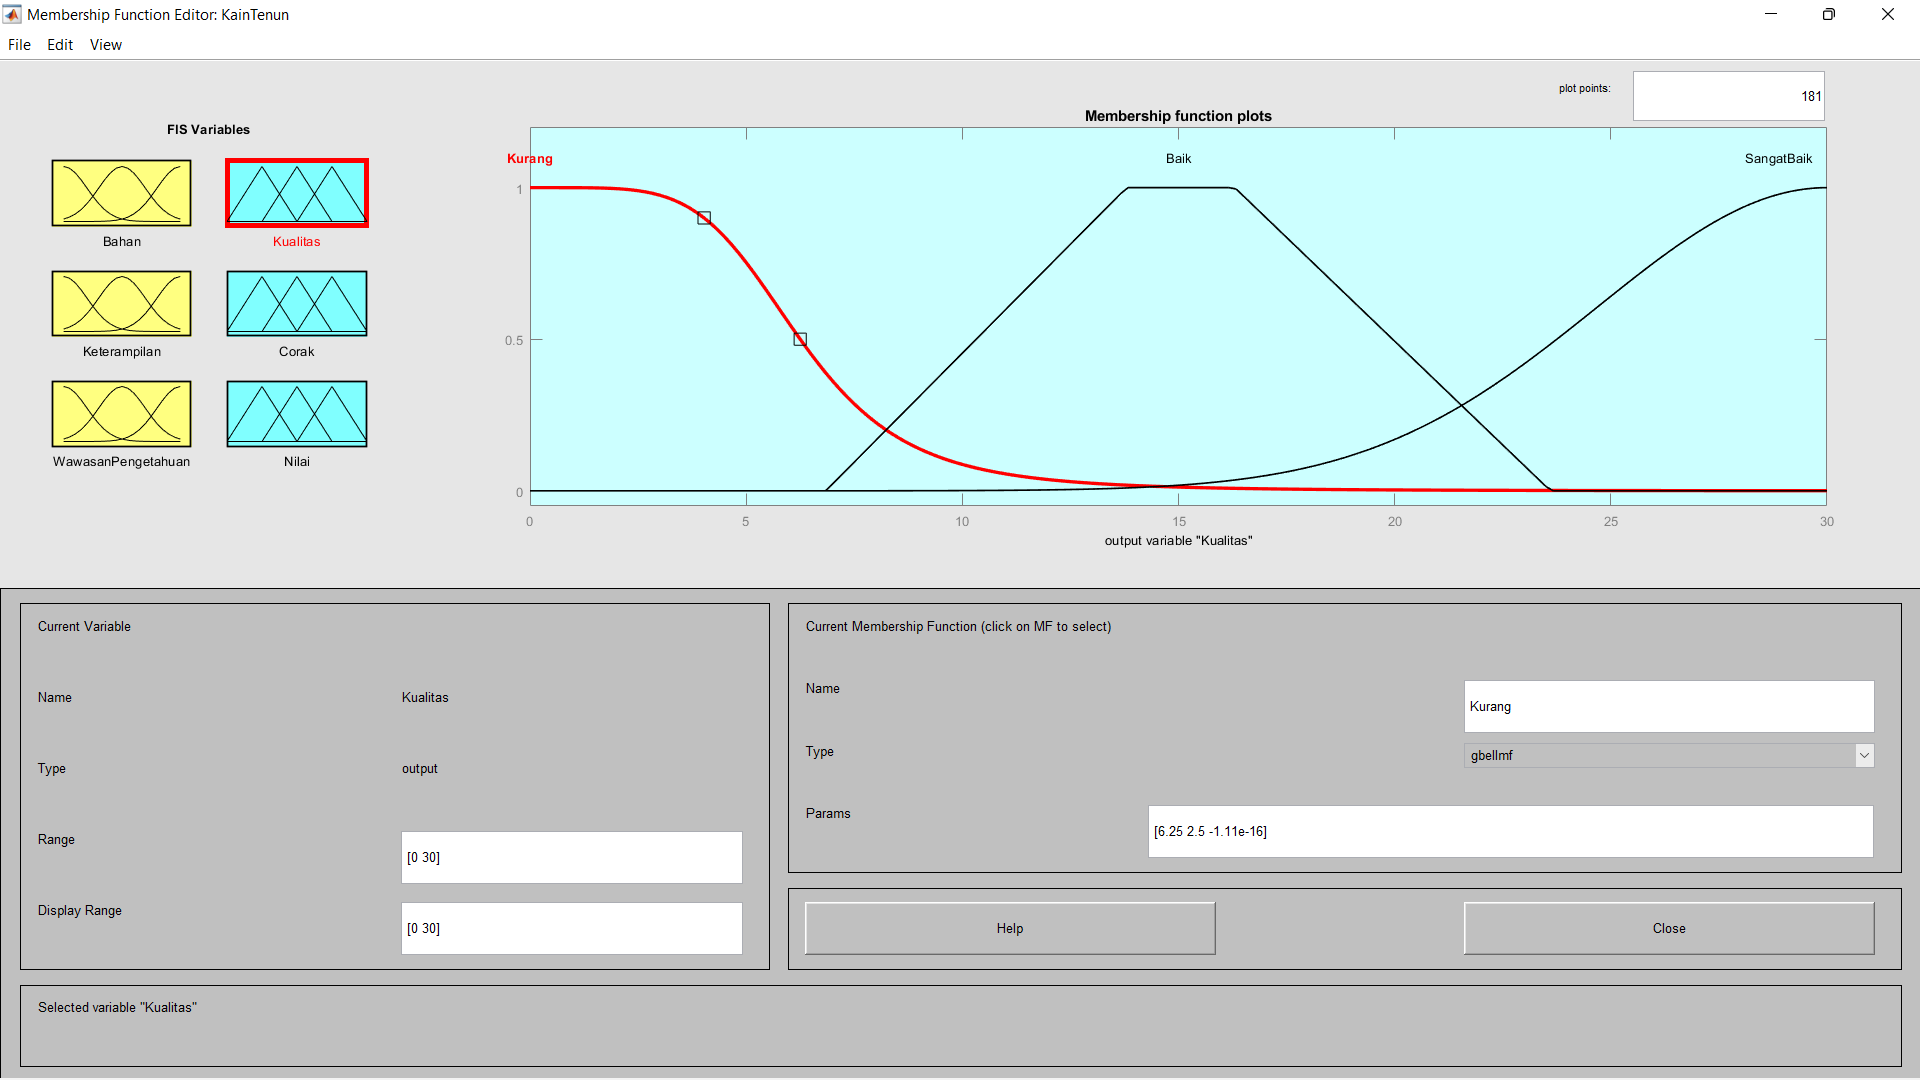 Membership Function Editor: KainTenun
File Edit View
plot points:
181
FIS Variables
Membership function plots
Bahan
Kualitas
Keterampilan
Corak
WawasanPengetahuan
Nilai
Kurang
Baik
SangatBaik
1
0.5
0
0 5 10 15 20 25 30
output variable "Kualitas"
Current Variable
Name
Kualitas
Type
output
Range
[0 30]
Display Range
[0 30]
Current Membership Function (click on MF to select)
Name
Kurang
Type
gbellmf
Params
[6.25 2.5 -1.11e-16]
Help
Close
Selected variable "Kualitas"